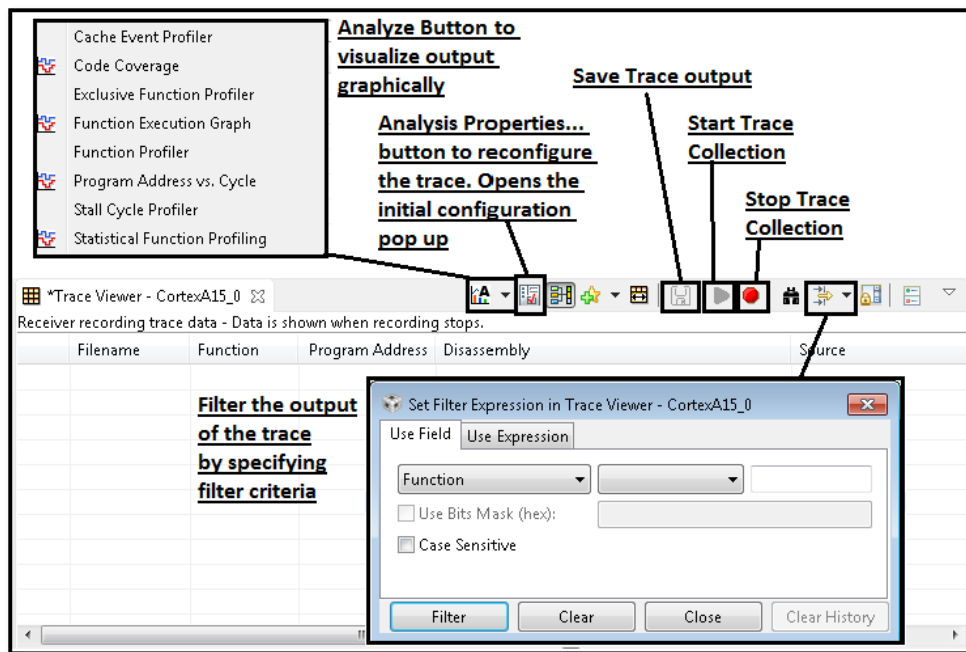 Cache Event Profiler
Code Coverage
Exclusive Function Profiler
Function Execution Graph
Function Profiler
Program Address vs. Cycle
Stall Cycle Profiler
Statistical Function Profiling
Analyze Button to
visualize output
graphically
Analysis Properties...
button to reconfigure
the trace. Opens the
initial configuration
pop up
Save Trace output
Start Trace
Collection
Stop Trace
Collection
*Trace Viewer - CortexA15_0
Receiver recording trace data - Data is shown when recording stops.
Filename Function Program Address Disassembly Source
Filter the output
of the trace
by specifying
filter criteria
Set Filter Expression in Trace Viewer - CortexA15_0
Use Field Use Expression
Function
Use Bits Mask (hex):
Case Sensitive
Filter Clear Close Clear History